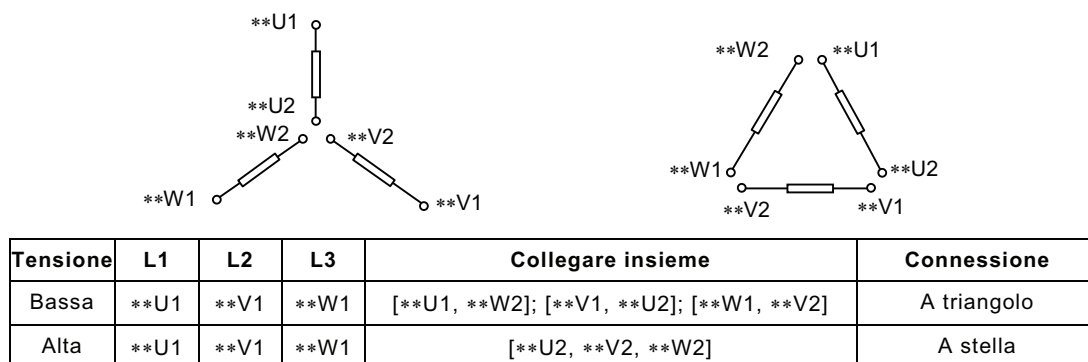 ∗∗U1
∗∗U2
∗∗W2 ∗∗V2
∗∗W1 ∗∗V1
∗∗W2 ∗∗U1
∗∗W1 ∗∗U2
∗∗V2 ∗∗V1
Tensione L1 L2 L3 Collegare insieme Connessione
Bassa ∗∗U1 ∗∗V1 ∗∗W1 [∗∗U1, ∗∗W2]; [∗∗V1, ∗∗U2]; [∗∗W1, ∗∗V2] A triangolo
Alta ∗∗U1 ∗∗V1 ∗∗W1 [∗∗U2, ∗∗V2, ∗∗W2] A stella